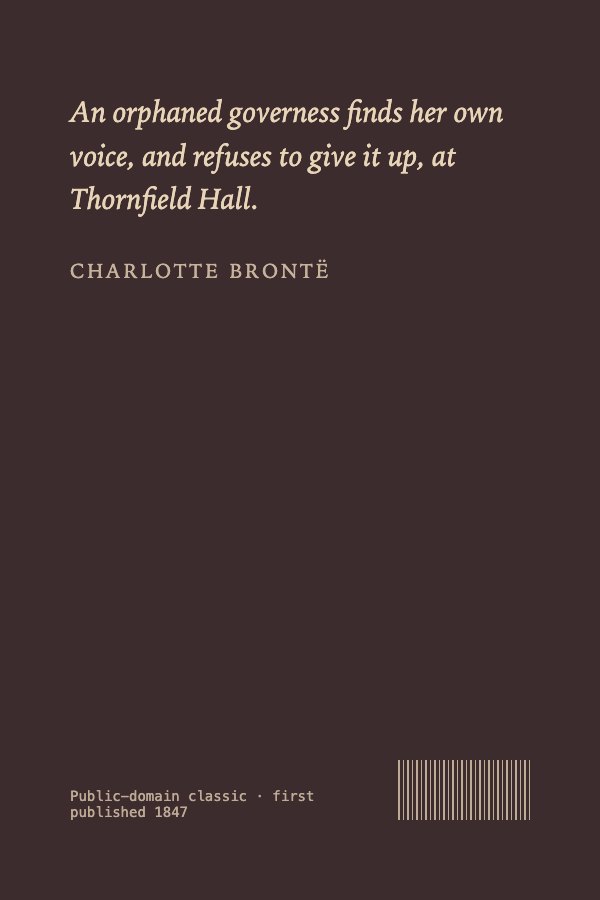 An orphaned governess finds her own
voice, and refuses to give it up, at
Thornfield Hall.
CHARLOTTE BRONTË
Public-domain classic · first
published 1847